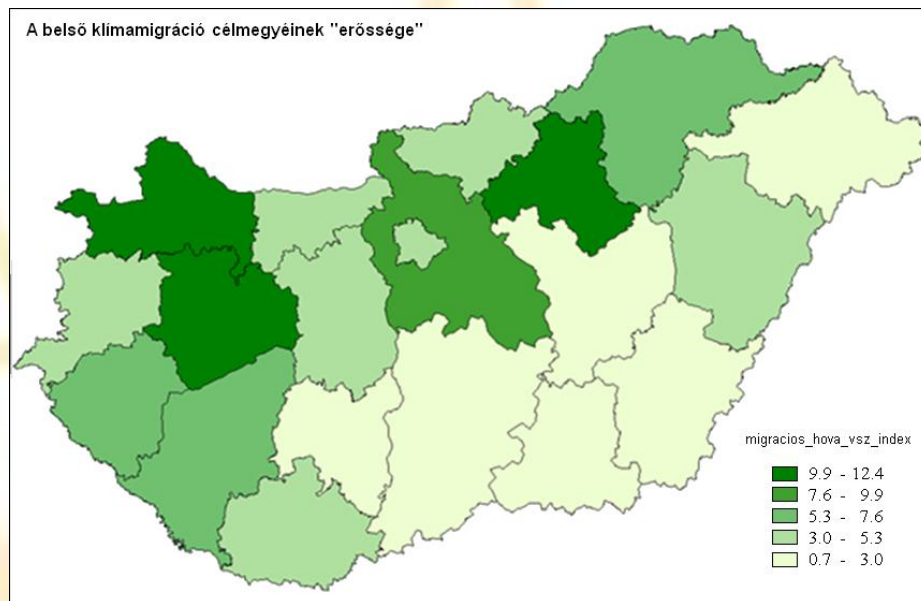 A belső klímamigráció célmegyéinek "erőssége"
migracios_hova_vsz_index
9.9 - 12.4
7.6 - 9.9
5.3 - 7.6
3.0 - 5.3
0.7 - 3.0